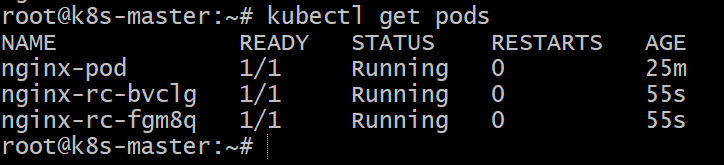 root@k8s-master:~# kubectl get pods
NAME READY STATUS RESTARTS AGE
nginx-pod 1/1 Running 0 25m
nginx-rc-bvclg 1/1 Running 0 55s
nginx-rc-fgm8q 1/1 Running 0 55s
root@k8s-master:~#